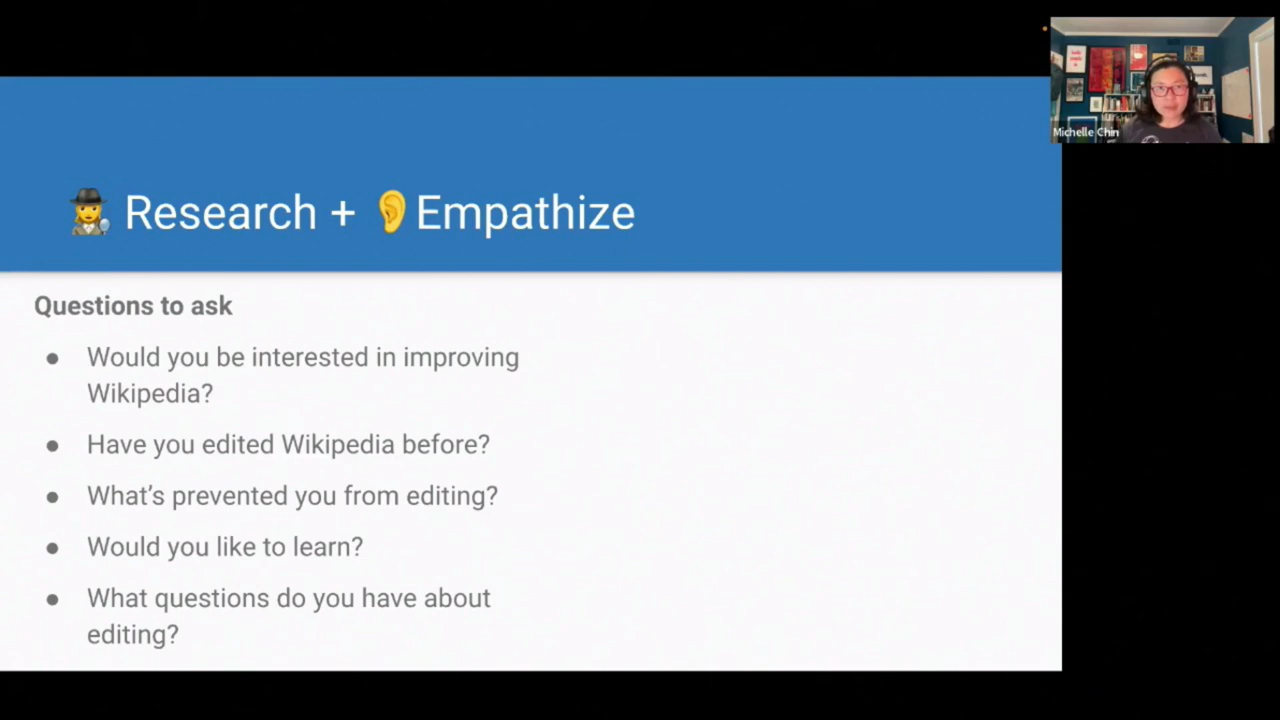 Michelle Chin
🕵️‍♀️ Research + 👂Empathize
Questions to ask
● Would you be interested in improving
Wikipedia?
● Have you edited Wikipedia before?
● What's prevented you from editing?
● Would you like to learn?
● What questions do you have about
editing?